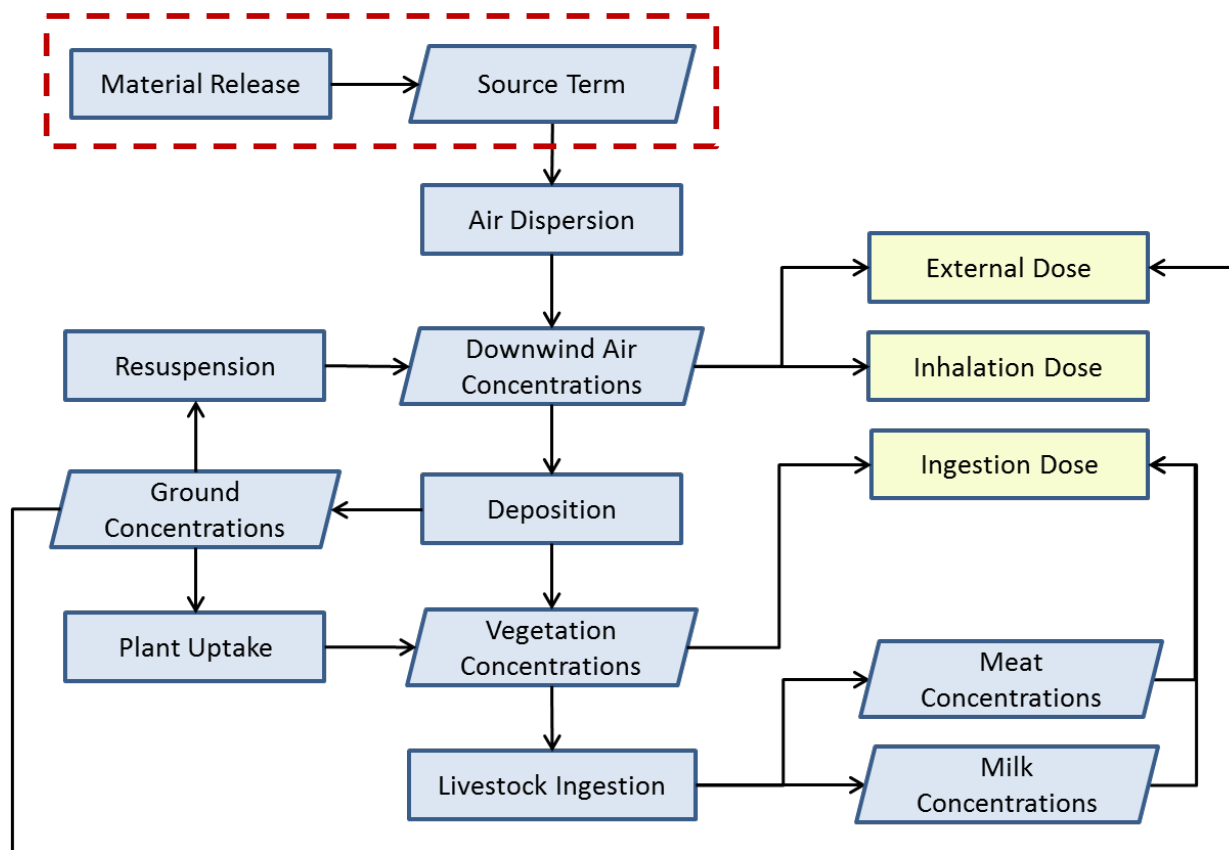 Material Release
Source Term
Air Dispersion
External Dose
Resuspension
Downwind Air
Concentrations
Inhalation Dose
Ground
Concentrations
Deposition
Ingestion Dose
Plant Uptake
Vegetation
Concentrations
Meat
Concentrations
Livestock Ingestion
Milk
Concentrations